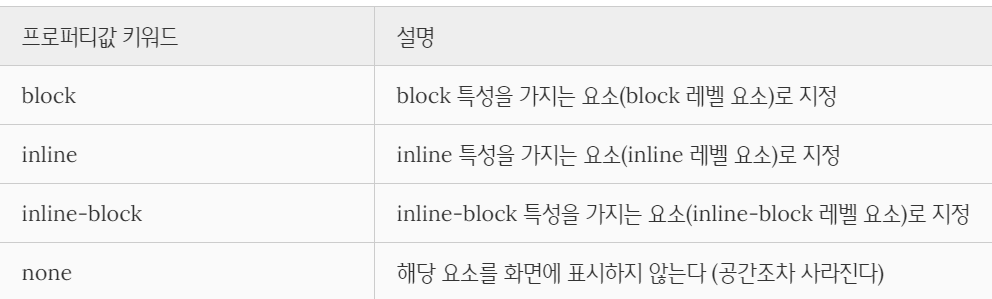 프로퍼티값 키워드 설명
block block 특성을 가지는 요소(block 레벨 요소)로 지정
inline inline 특성을 가지는 요소(inline 레벨 요소)로 지정
inline-block inline-block 특성을 가지는 요소(inline-block 레벨 요소)로 지정
none 해당 요소를 화면에 표시하지 않는다 (공간조차 사라진다)